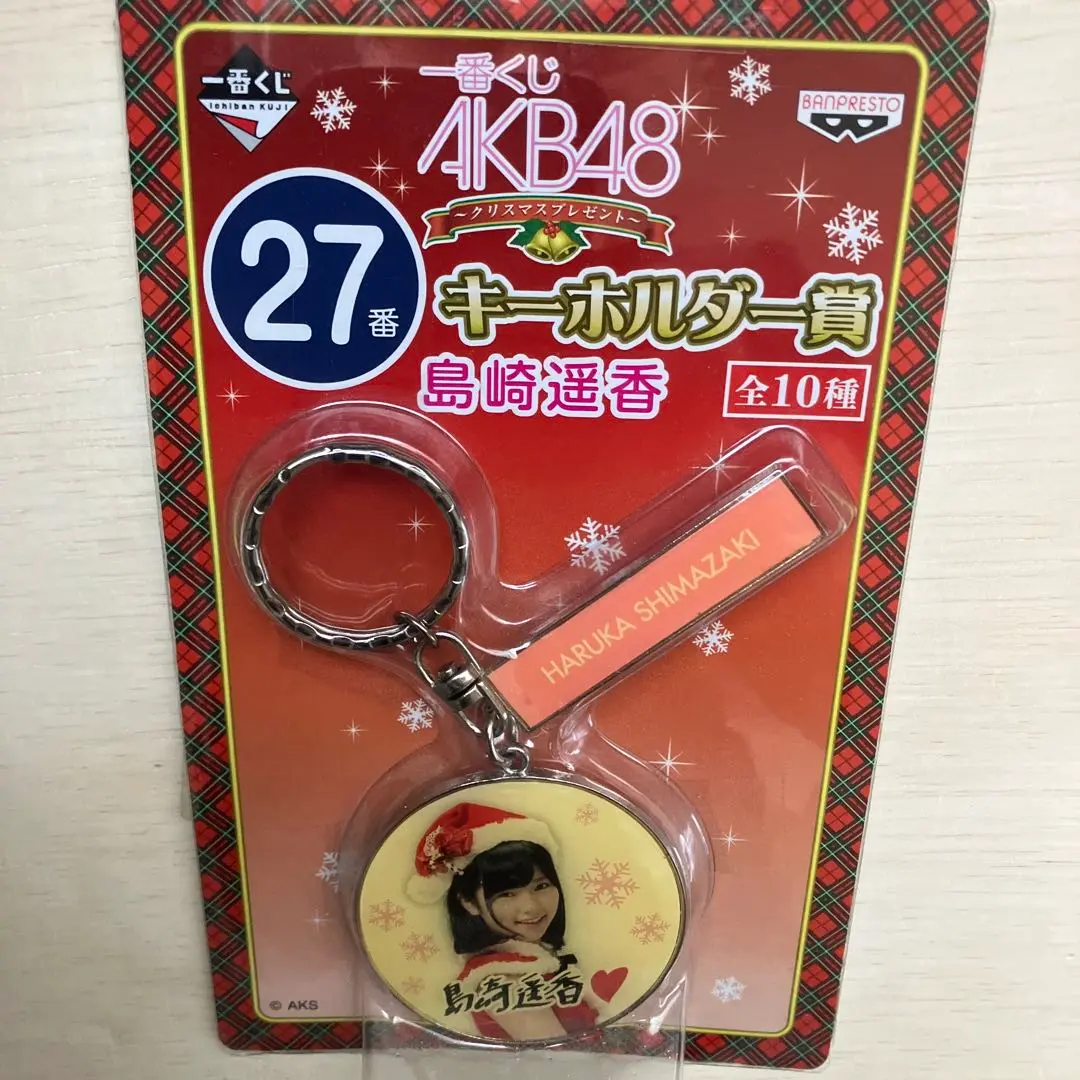 一番くじ
Ichiban KUJI
一番くじ
AKB48
～クリスマスプレゼント～
BANPRESTO
27番
キーホルダー賞
島崎遥香
全10種
HARUKA SHIMAZAKI
島崎遥香♥
© AKS